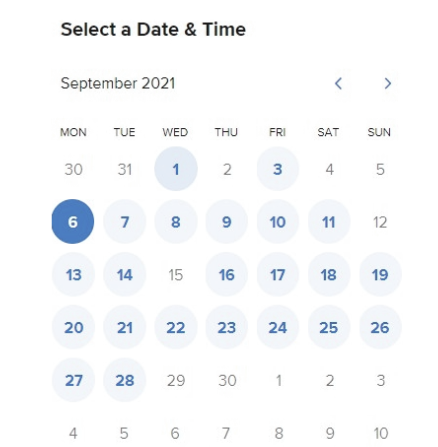 Select a Date & Time
September 2021
MON TUE WED THU FRI SAT SUN
30 31 1 2 3 4 5
6 7 8 9 10 11 12
13 14 15 16 17 18 19
20 21 22 23 24 25 26
27 28 29 30 1 2 3
4 5 6 7 8 9 10